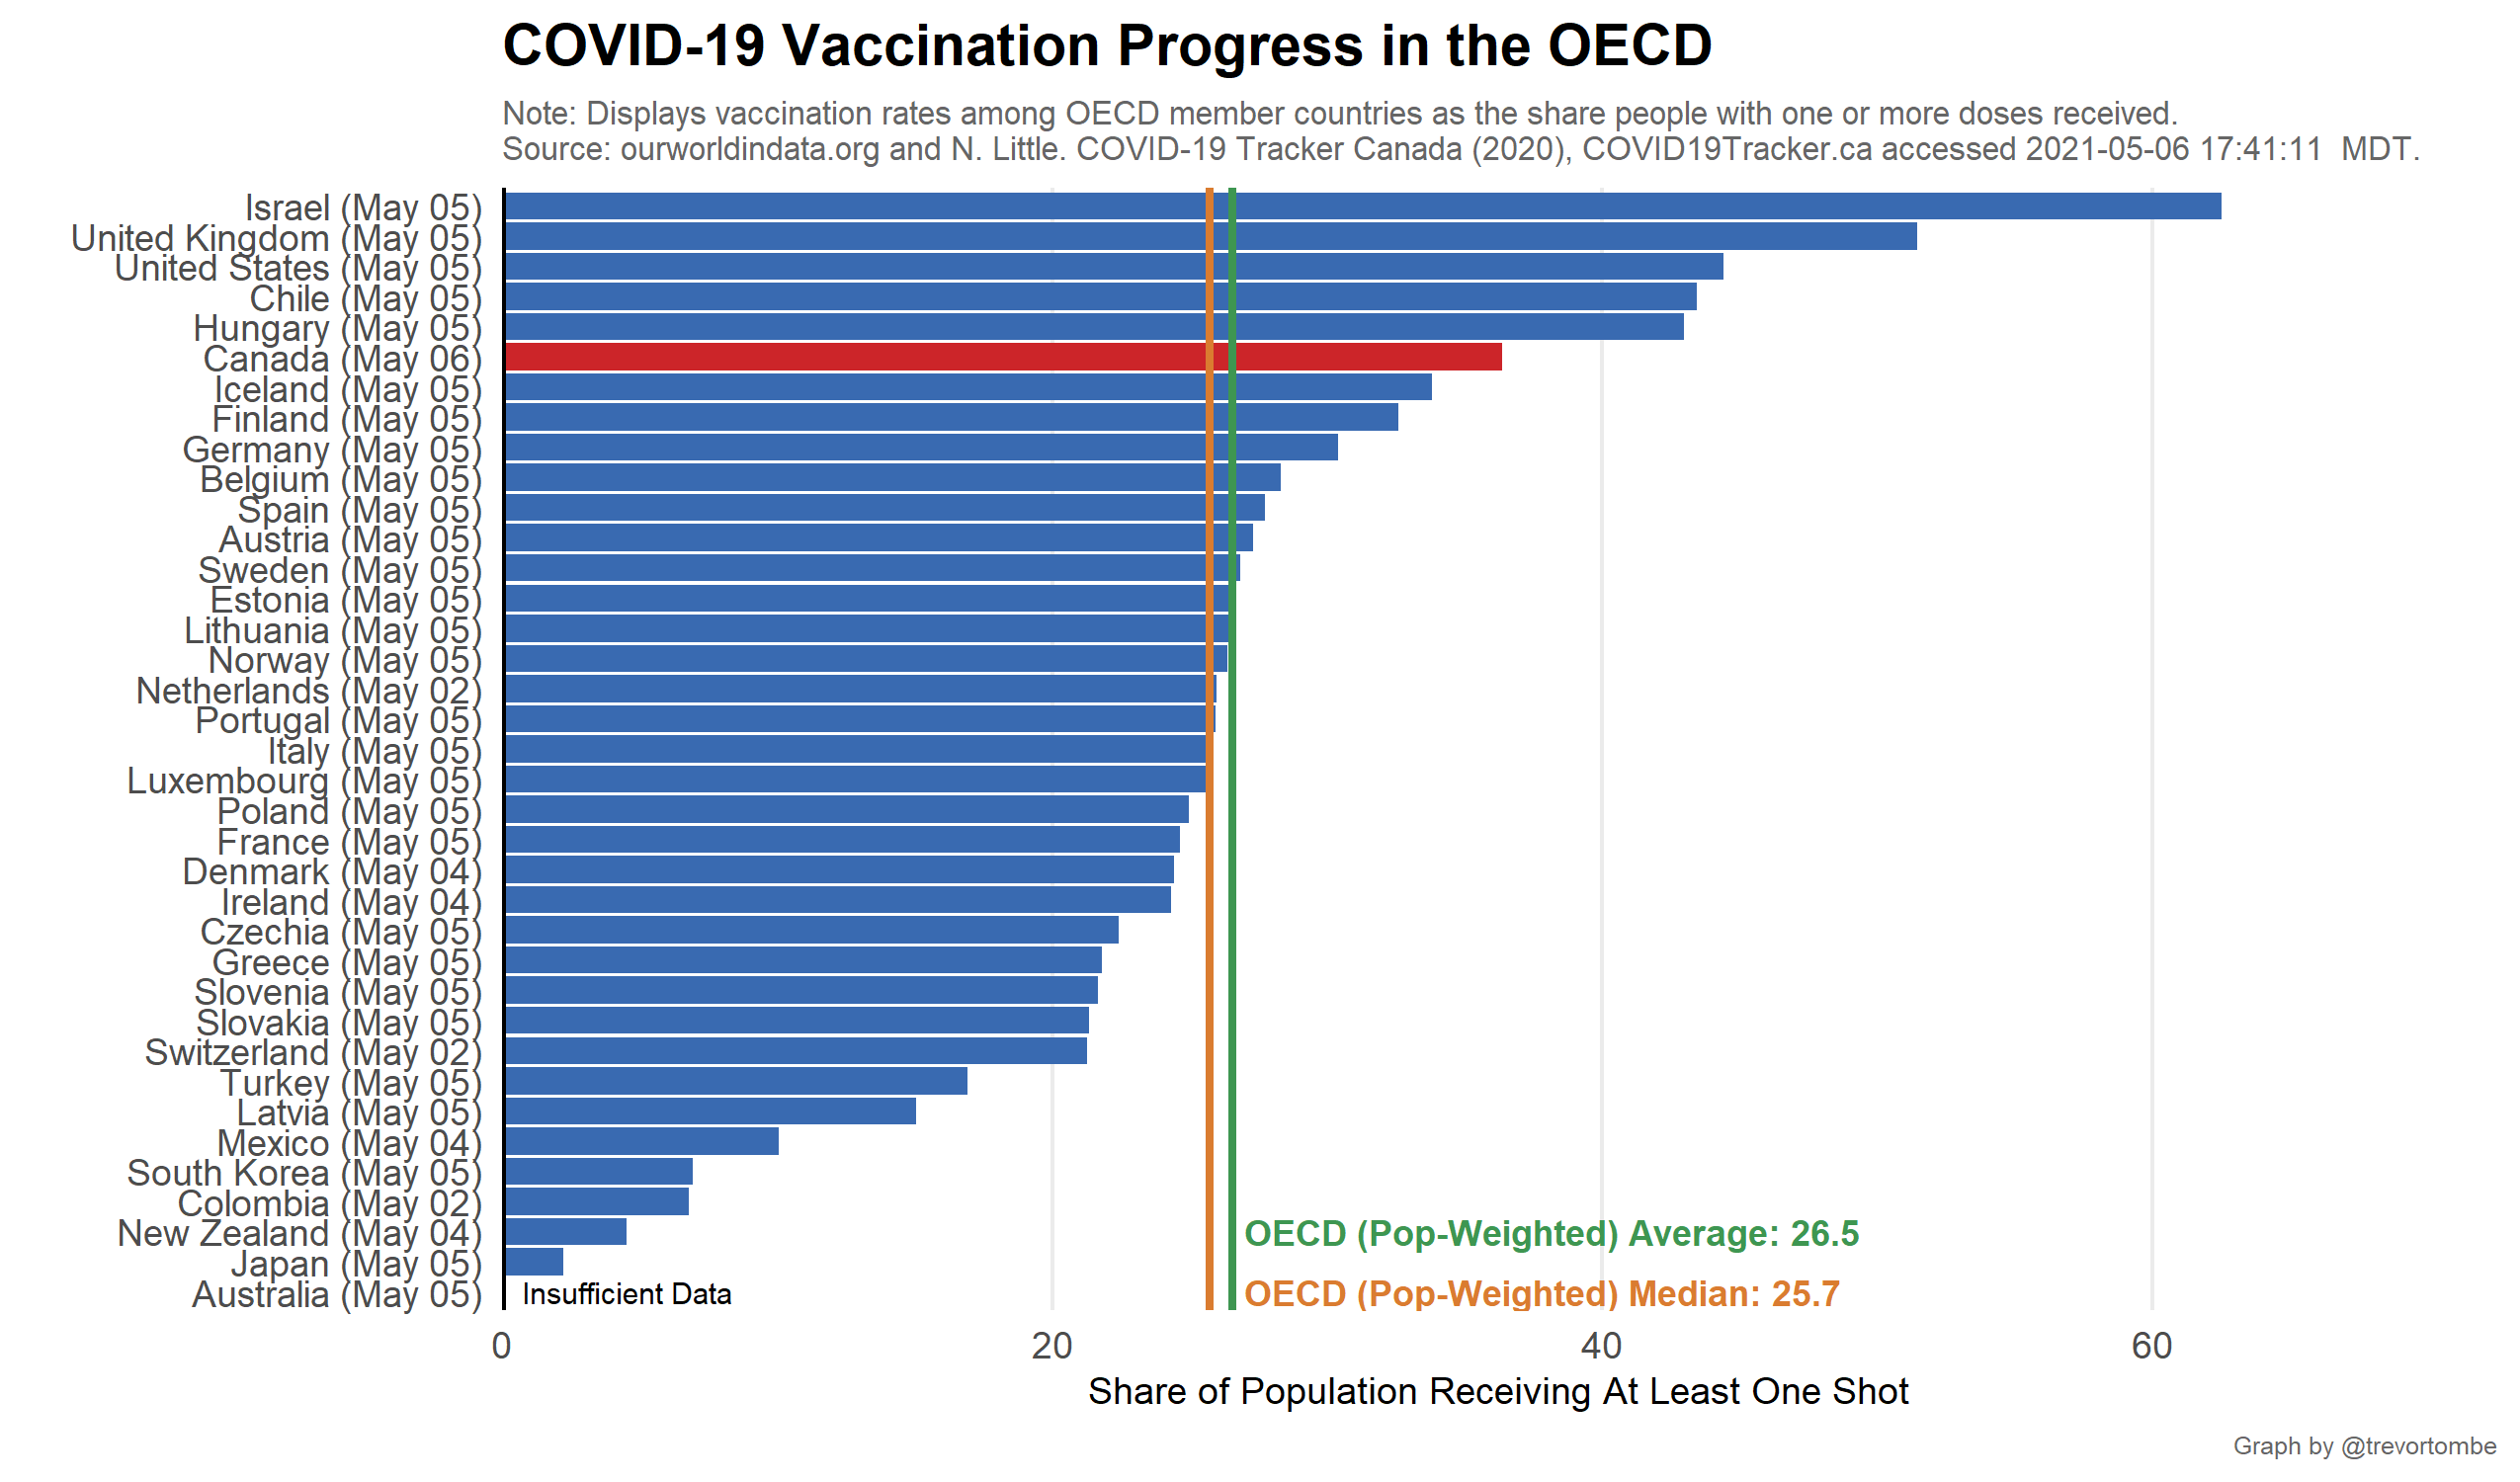 COVID-19 Vaccination Progress in the OECD
Note: Displays vaccination rates among OECD member countries as the share people with one or more doses received.
Source: ourworldindata.org and N. Little. COVID-19 Tracker Canada (2020), COVID19Tracker.ca accessed 2021-05-06 17:41:11  MDT.
Israel (May 05)
United Kingdom (May 05)
United States (May 05)
Chile (May 05)
Hungary (May 05)
Canada (May 06)
Iceland (May 05)
Finland (May 05)
Germany (May 05)
Belgium (May 05)
Spain (May 05)
Austria (May 05)
Sweden (May 05)
Estonia (May 05)
Lithuania (May 05)
Norway (May 05)
Netherlands (May 02)
Portugal (May 05)
Italy (May 05)
Luxembourg (May 05)
Poland (May 05)
France (May 05)
Denmark (May 04)
Ireland (May 04)
Czechia (May 05)
Greece (May 05)
Slovenia (May 05)
Slovakia (May 05)
Switzerland (May 02)
Turkey (May 05)
Latvia (May 05)
Mexico (May 04)
South Korea (May 05)
Colombia (May 02)
New Zealand (May 04)
OECD (Pop-Weighted) Average: 26.5
Japan (May 05)
Australia (May 05)
Insufficient Data
OECD (Pop-Weighted) Median: 25.7
0 20 40 60
Share of Population Receiving At Least One Shot
Graph by @trevortombe